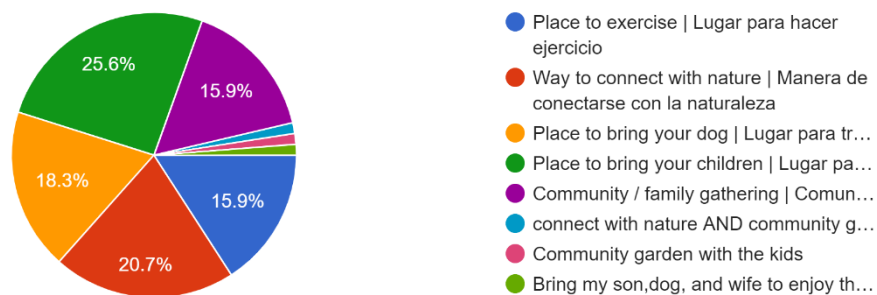 25.6%
15.9%
18.3%
15.9%
20.7%
Place to exercise | Lugar para hacer
ejercicio
Way to connect with nature | Manera de
conectarse con la naturaleza
Place to bring your dog | Lugar para tr…
Place to bring your children | Lugar pa…
Community / family gathering | Comun…
connect with nature AND community g…
Community garden with the kids
Bring my son,dog, and wife to enjoy th…